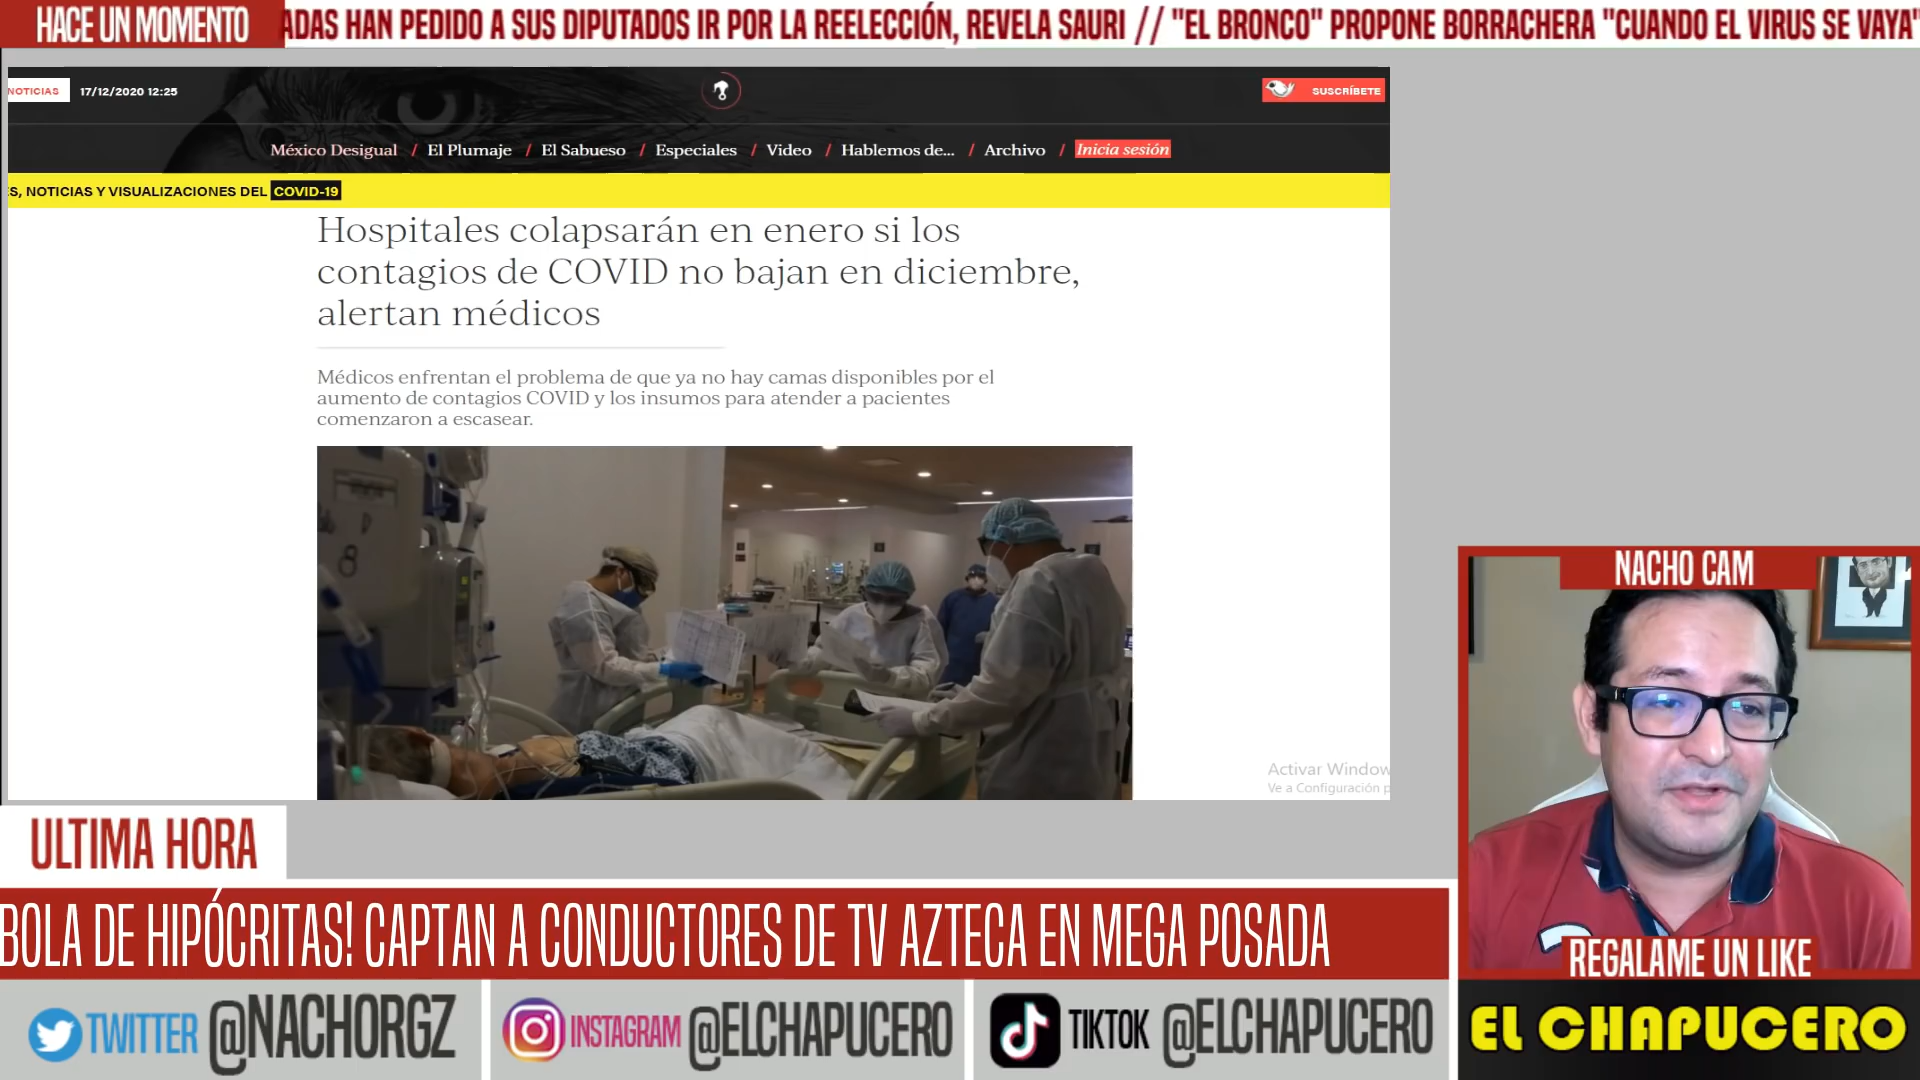 HACE UN MOMENTO
ADAS HAN PEDIDO A SUS DIPUTADOS IR POR LA REELECCIÓN, REVELA SAURI // "EL BRONCO" PROPONE BORRACHERA "CUANDO EL VIRUS SE VAYA"
NOTICIAS
17/12/2020 12:25
SUSCRÍBETE
México Desigual / El Plumaje / El Sabueso / Especiales / Video / Hablemos de... / Archivo / Inicia sesión
S, NOTICIAS Y VISUALIZACIONES DEL COVID-19
Hospitales colapsarán en enero si los
contagios de COVID no bajan en diciembre,
alertan médicos
Médicos enfrentan el problema de que ya no hay camas disponibles por el
aumento de contagios COVID y los insumos para atender a pacientes
comenzaron a escasear.
8
Activar Window
Ve a Configuración p
NACHO CAM
REGALAME UN LIKE
EL CHAPUCERO
ULTIMA HORA
BOLA DE HIPÓCRITAS! CAPTAN A CONDUCTORES DE TV AZTECA EN MEGA POSADA
TWITTER @NACHORGZ
INSTAGRAM @ELCHAPUCERO
TIKTOK @ELCHAPUCERO